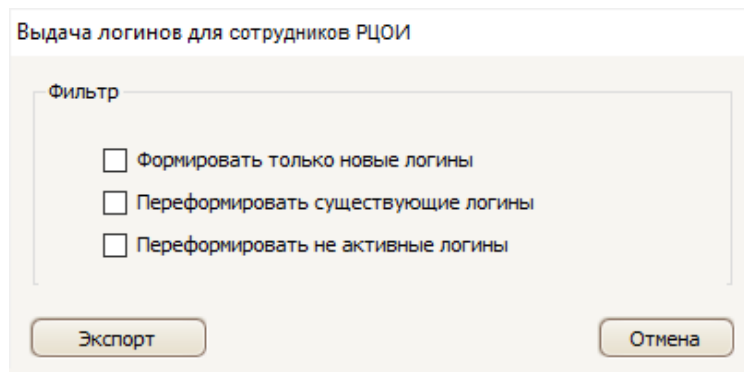 Выдача логинов для сотрудников РЦОИ
Фильтр
Формировать только новые логины
Переформировать существующие логины
Переформировать не активные логины
Экспорт
Отмена